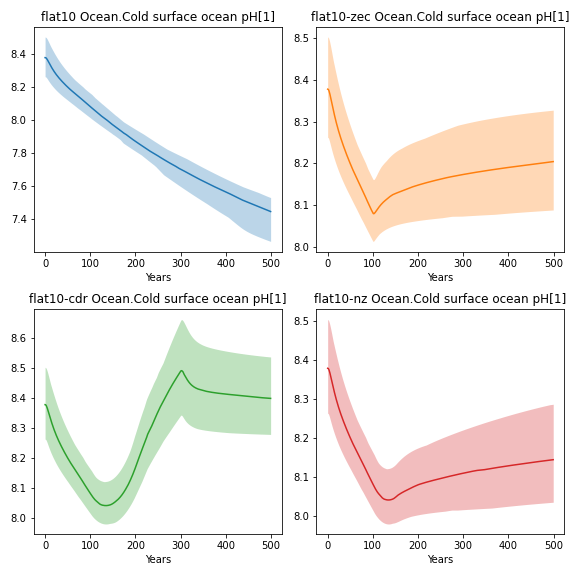 flat10 Ocean.Cold surface ocean pH[1]
8.4
8.2
8.0
7.8
7.6
7.4
0 100 200 300 400 500
Years
flat10-zec Ocean.Cold surface ocean pH[1]
8.5
8.4
8.3
8.2
8.1
8.0
0 100 200 300 400 500
Years
flat10-cdr Ocean.Cold surface ocean pH[1]
8.6
8.5
8.4
8.3
8.2
8.1
8.0
0 100 200 300 400 500
Years
flat10-nz Ocean.Cold surface ocean pH[1]
8.5
8.4
8.3
8.2
8.1
8.0
0 100 200 300 400 500
Years